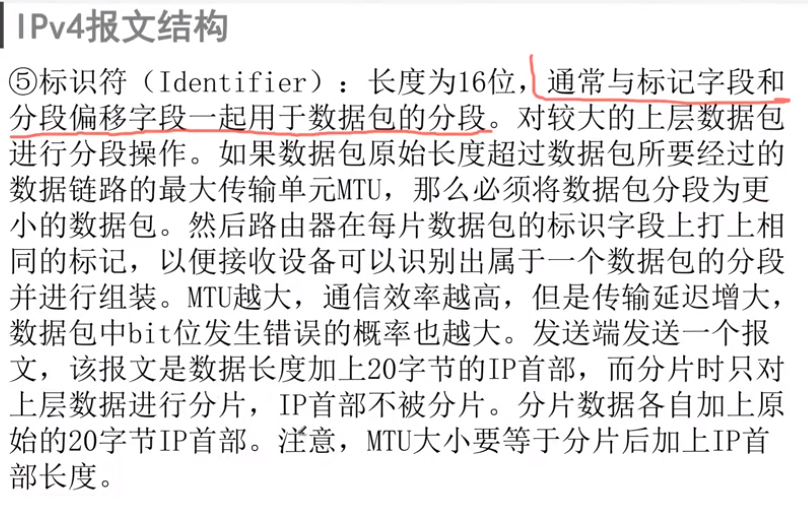 IPv4报文结构
⑤标识符（Identifier）：长度为16位，通常与标记字段和
分段偏移字段一起用于数据包的分段。对较大的上层数据包
进行分段操作。如果数据包原始长度超过数据包所要经过的
数据链路的最大传输单元MTU，那么必须将数据包分段为更
小的数据包。然后路由器在每片数据包的标识字段上打上相
同的标记，以便接收设备可以识别出属于一个数据包的分段
并进行组装。MTU越大，通信效率越高，但是传输延迟增大，
数据包中bit位发生错误的概率也越大。发送端发送一个报
文，该报文是数据长度加上20字节的IP首部，而分片时只对
上层数据进行分片，IP首部不被分片。分片数据各自加上原
始的20字节IP首部。注意，MTU大小要等于分片后加上IP首
部长度。